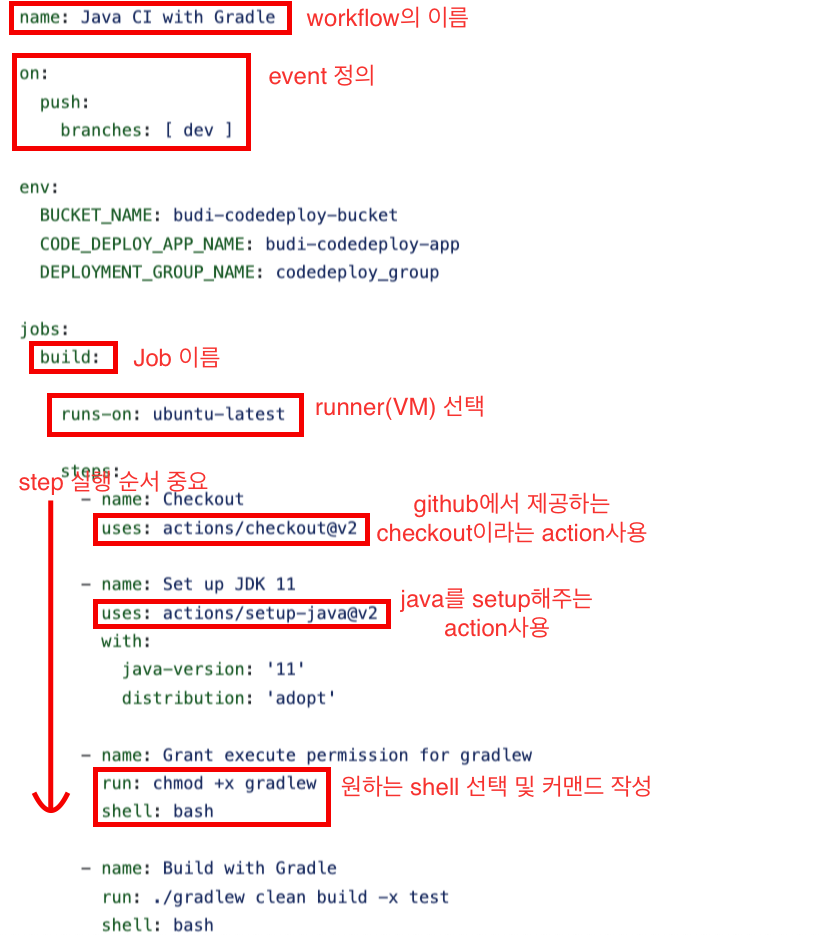 name: Java CI with Gradle
workflow의 이름
on:
event 정의
push:
branches: [ dev ]
env:
BUCKET_NAME: budi-codedeploy-bucket
CODE_DEPLOY_APP_NAME: budi-codedeploy-app
DEPLOYMENT_GROUP_NAME: codedeploy_group
jobs:
build:
Job 이름
runs-on: ubuntu-latest
runner(VM) 선택
steps:
step 실행 순서 중요
- name: Checkout
uses: actions/checkout@v2
github에서 제공하는
checkout이라는 action사용
- name: Set up JDK 11
uses: actions/setup-java@v2
java를 setup해주는
action사용
with:
java-version: '11'
distribution: 'adopt'
- name: Grant execute permission for gradlew
run: chmod +x gradlew
shell: bash
원하는 shell 선택 및 커맨드 작성
- name: Build with Gradle
run: ./gradlew clean build -x test
shell: bash